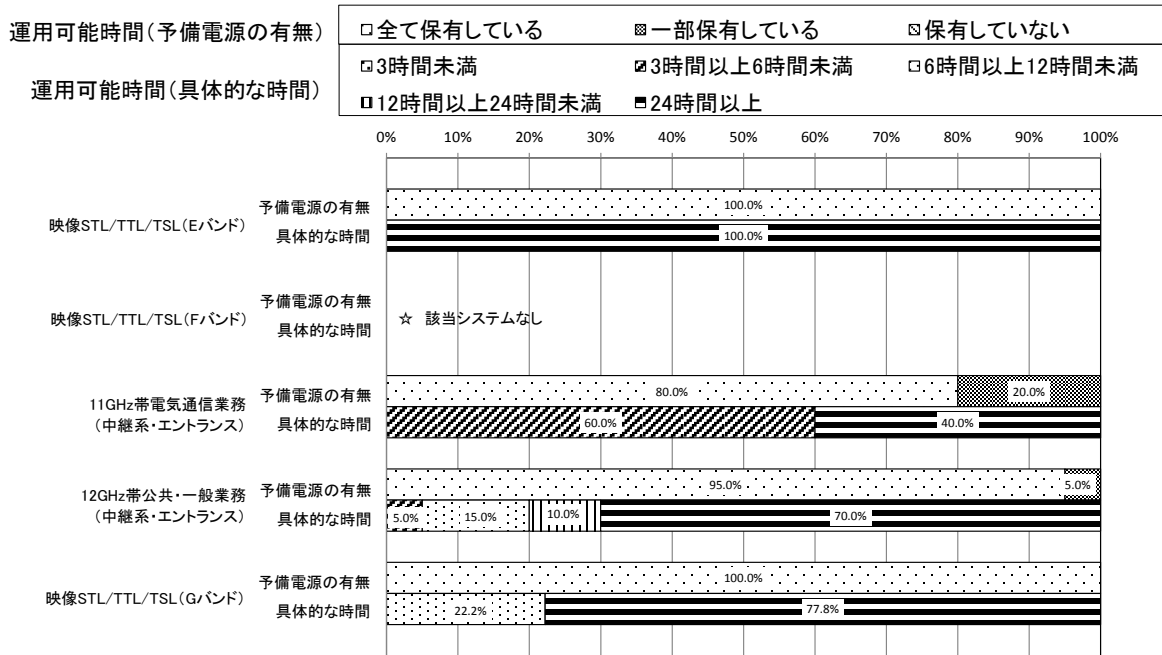 運用可能時間(予備電源の有無)
全て保有している 一部保有している 保有していない
運用可能時間(具体的な時間)
3時間未満 3時間以上6時間未満 6時間以上12時間未満
12時間以上24時間未満 24時間以上
0% 10% 20% 30% 40% 50% 60% 70% 80% 90% 100%
映像STL/TTL/TSL(Eバンド)
予備電源の有無
100.0%
具体的な時間
100.0%
映像STL/TTL/TSL(Fバンド)
予備電源の有無
具体的な時間
☆ 該当システムなし
11GHz帯電気通信業務
(中継系・エントランス)
予備電源の有無
80.0% 20.0%
具体的な時間
60.0% 40.0%
12GHz帯公共・一般業務
(中継系・エントランス)
予備電源の有無
95.0% 5.0%
具体的な時間
5.0% 15.0% 10.0% 70.0%
映像STL/TTL/TSL(Gバンド)
予備電源の有無
100.0%
具体的な時間
22.2% 77.8%